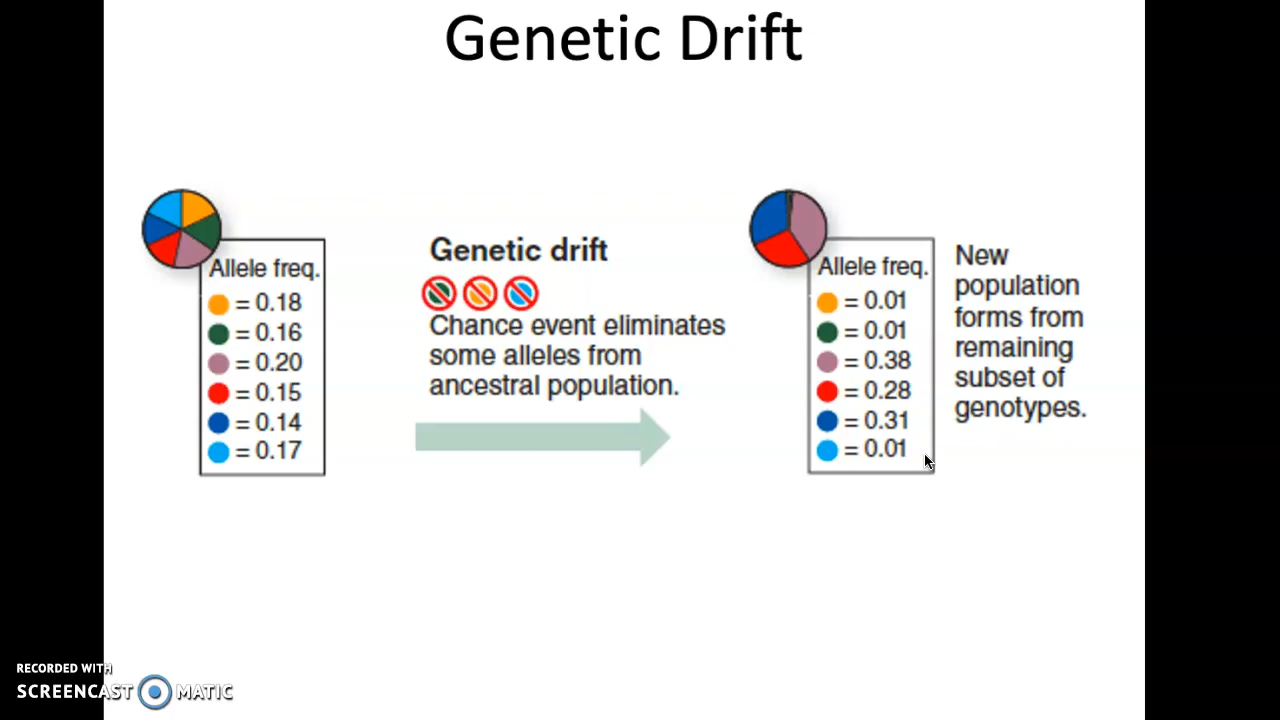 Genetic Drift
Allele freq.
= 0.18
= 0.16
= 0.20
= 0.15
= 0.14
= 0.17
Genetic drift
Chance event eliminates
some alleles from
ancestral population.
Allele freq.
= 0.01
= 0.01
= 0.38
= 0.28
= 0.31
= 0.01
New
population
forms from
remaining
subset of
genotypes.
RECORDED WITH
SCREENCAST MATIC